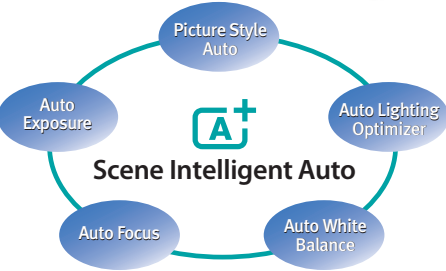 Picture Style
Auto
Auto
Exposure
Auto Lighting
Optimizer
A+
Scene Intelligent Auto
Auto Focus
Auto White
Balance